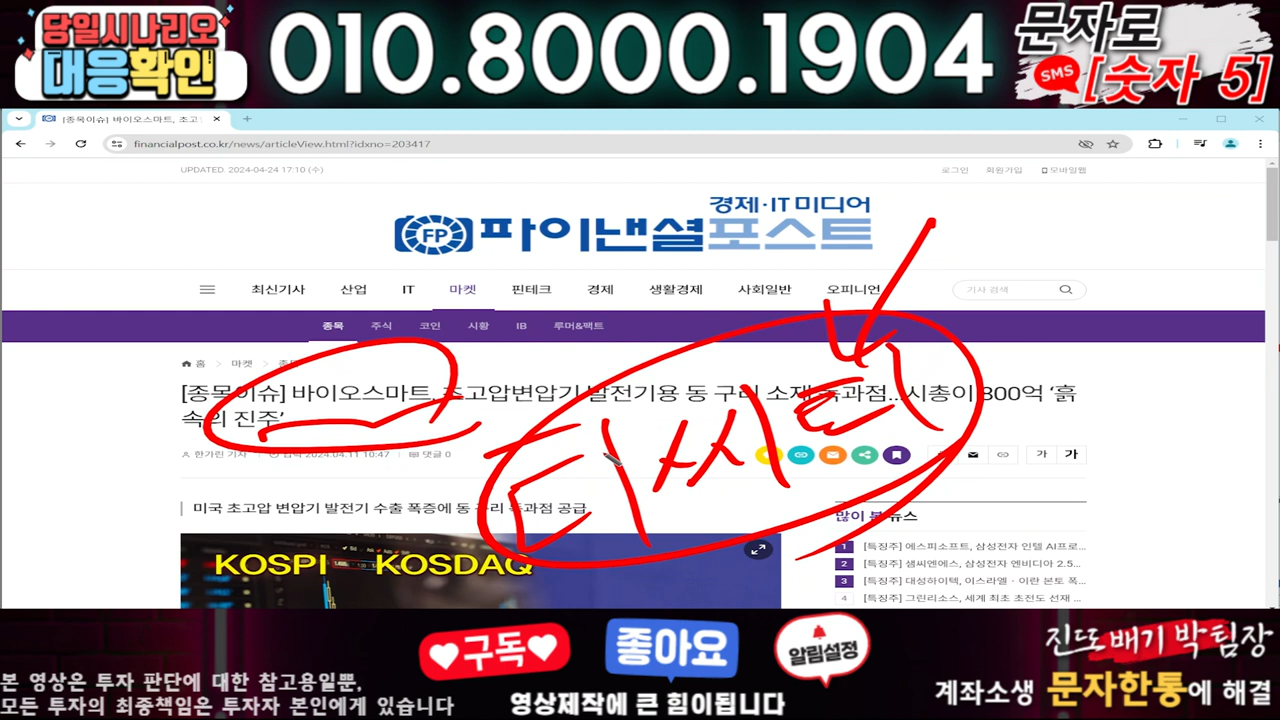 당일시나리오
대응확인
010.8000.1904
문자로
SMS
[숫자 5]
[종목이슈] 바이오스마트, 초고
financialpost.co.kr/news/articleView.html?idxno=203417
UPDATED. 2024-04-24 17:10 (수)
로그인 회원가입 모바일웹
경제·IT미디어
FP 파이낸셜포스트
최신기사 산업 IT 마켓 핀테크 경제 생활경제 사회일반 오피니언
기사 검색
종목 주식 코인 시황 IB 루머&팩트
홈 > 마켓 >
[종목이슈] 바이오스마트, 초고압변압기 발전기용 동 구리 소재 독과점...시총이 800억 ‘흙
속의 진주’
한가린 기자 입력 2024.04.11 10:47 댓글 0
가 가
타씨트
미국 초고압 변압기 발전기 수출 폭증에 동 구리 독과점 공급
많이 본 뉴스
KOSPI KOSDAQ
1 [특징주] 에스피소프트, 삼성전자 인텔 AI프로...
2 [특징주] 샘씨엔에스, 삼성전자 엔비디아 2.5...
3 [특징주] 대성하이텍, 이스라엘·이란 본토 폭...
4 [특징주] 그린리소스, 세계 최초 초전도 선재 ...
본 영상은 투자 판단에 대한 참고용일뿐,
모든 투자의 최종책임은 투자자 본인에게 있습니다
구독
좋아요
알림설정
영상제작에 큰 힘이됩니다
진또배기 박팀장
계좌소생 문자한통에 해결